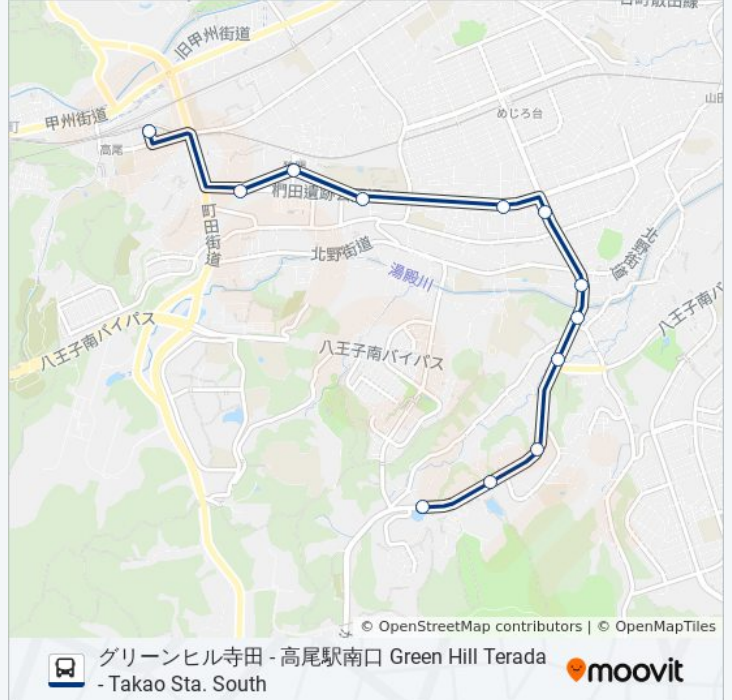 旧甲州街道
甲州街道
町
高尾
めじろ台
山田
町田街道
北野街道
北野街道
湯殿川
八王子南バイパス
八王子南バイパス
八王子南バ
© OpenStreetMap contributors | © OpenMapTiles
グリーンヒル寺田 - 高尾駅南口 Green Hill Terada
- Takao Sta. South
moovit